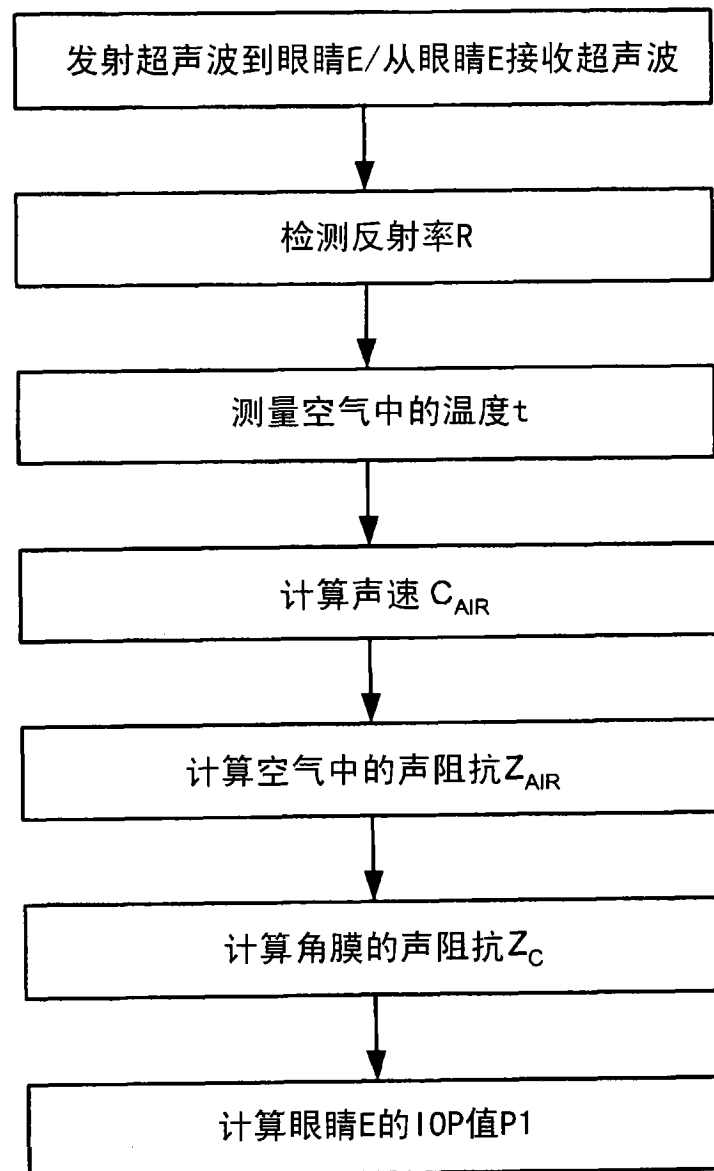 发射超声波到眼睛E/从眼睛E接收超声波
检测反射率R
测量空气中的温度t
计算声速 C_AIR
计算空气中的声阻抗Z_AIR
计算角膜的声阻抗Z_C
计算眼睛E的IOP值P1